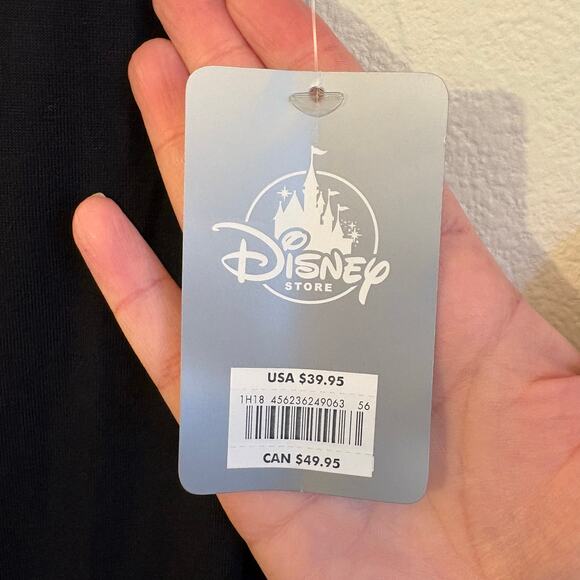 Disney
STORE
USA $39.95
1H18 456236249063 56
CAN $49.95